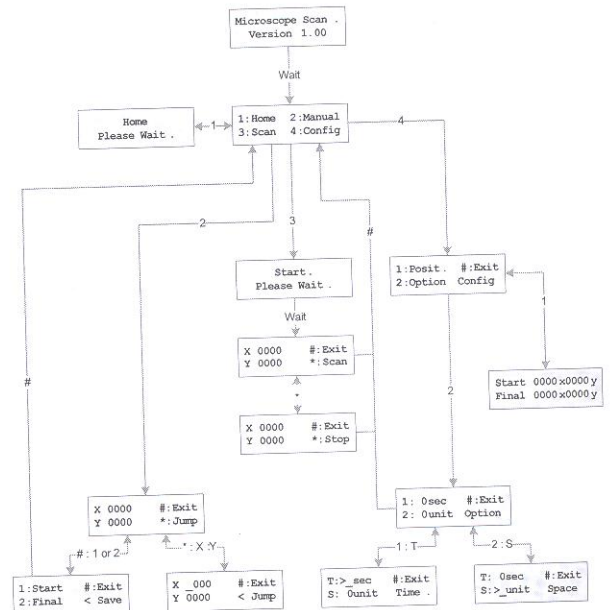 Microscope Scan .
Version 1.00
Wait
Home
Please Wait .
1
1:Home 2:Manual
3:Scan 4:Config
4
2
3
#
Start.
Please Wait .
1:Posit. #:Exit
2:Option Config
1
Wait
X 0000 #:Exit
Y 0000 *:Scan
#
*
2
Start 0000x0000y
Final 0000x0000y
X 0000 #:Exit
Y 0000 *:Stop
X 0000 #:Exit
Y 0000 *:Jump
1: 0sec #:Exit
2: 0unit Option
#: 1 or 2
*: X :Y
1: T
2: S
1:Start #:Exit
2:Final < Save
X _000 #:Exit
Y 0000 < Jump
T:>_sec #:Exit
S: 0unit Time .
T: 0sec #:Exit
S:>_unit Space